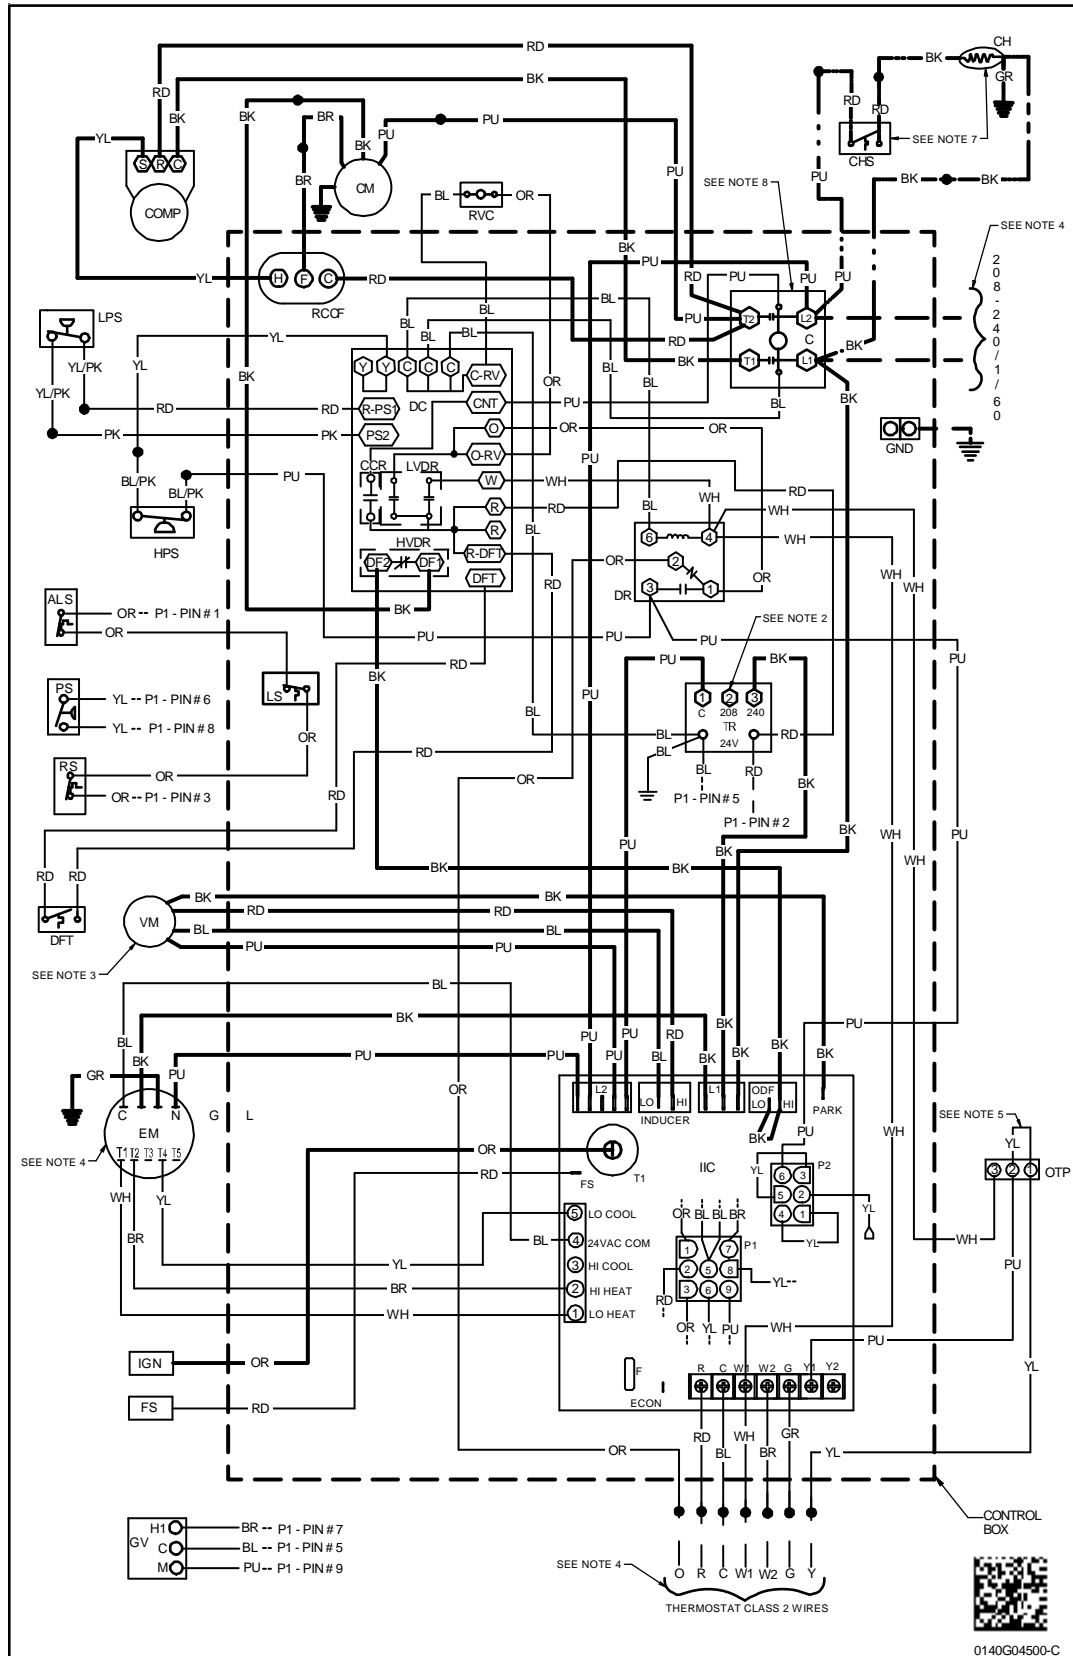 RD
BK
CH
BK
GR
RD
BK
BK
BR
BK
PU
PU
RD
RD
SEE NOTE 7
CHS
YL
S R C
COMP
BR
CM
BL
OR
RVC
PU
SEE NOTE 8
PU
BK
BK
SEE NOTE 4
208-240/1/60
YL
H F C
RCOF
RD
BK
PU
RD
PU
PU
PU
PU
T2
L2
C
RD
BK
T1
L1
BK
BK
BL
LPS
YL
YL/PK
YL/PK
YL
BK
BL
BL
BL
BL
BL
BL
OR
Y Y C C C
C-RV
RD
RD
R-PS1
DC
CNT
PU
PK
PK
PS2
O
OR
OR
OR
GND
CCR
LVDR
O-RV
BL/PK
BL/PK
PU
W
WH
WH
R
RD
RD
WH
HPS
R
BL
BL
6
4
WH
HVDR
DF2
DF1
R-DFT
DFT
OR
2
WH
WH
RD
OR
3
1
DR
ALS
OR -- P1 - PIN # 1
OR
BK
PU
PU
SEE NOTE 2
PU
PU
BK
RD
PU
BK
PS
YL -- P1 - PIN # 6
YL -- P1 - PIN # 8
LS
PU
1 2 3
C 208 240
TR
24V
BL
BL
RD
BL
OR
RD
BL
RD
RS
OR
OR -- P1 - PIN # 3
RD
OR
BK
P1 - PIN # 5
P1 - PIN # 2
PU
BK
WH
PU
WH
RD
RD
BK
BK
DFT
VM
BK
BK
RD
RD
BL
BL
PU
PU
SEE NOTE 3
BL
BK
PU
BL
BK
PU
PU
PU
PU
PU
BL
RD
BK
BK
BK
BK
BK
GR
C
N
G
L
EM
T1 T2 T3 T4 T5
SEE NOTE 4
OR
L2
LO
HI
INDUCER
L1
ODF
LO
HI
PARK
BK
PU
WH
SEE NOTE 5
YL
3 2 1
OTP
OR
RD
FS
T1
IIC
YL
P2
6 3
5 2
4 1
YL
YL
WH
WH
BR
YL
5 LO COOL
BL
4 24VAC COM
YL
3 HI COOL
BR
2 HI HEAT
WH
1 LO HEAT
OR BL BL BR
P1
1 7
2 5 8
3 6 9
RD
YL--
OR YL PU
WH
PU
PU
YL
IGN
OR
FS
RD
F
ECON
R C W1 W2 G Y1 Y2
OR
RD
BL
WH
BR
GR
YL
CONTROL
BOX
GV
H1
BR -- P1 - PIN # 7
C
BL -- P1 - PIN # 5
M
PU-- P1 - PIN # 9
SEE NOTE 4
O R C W1 W2 G Y
THERMOSTAT CLASS 2 WIRES
0140G04500-C